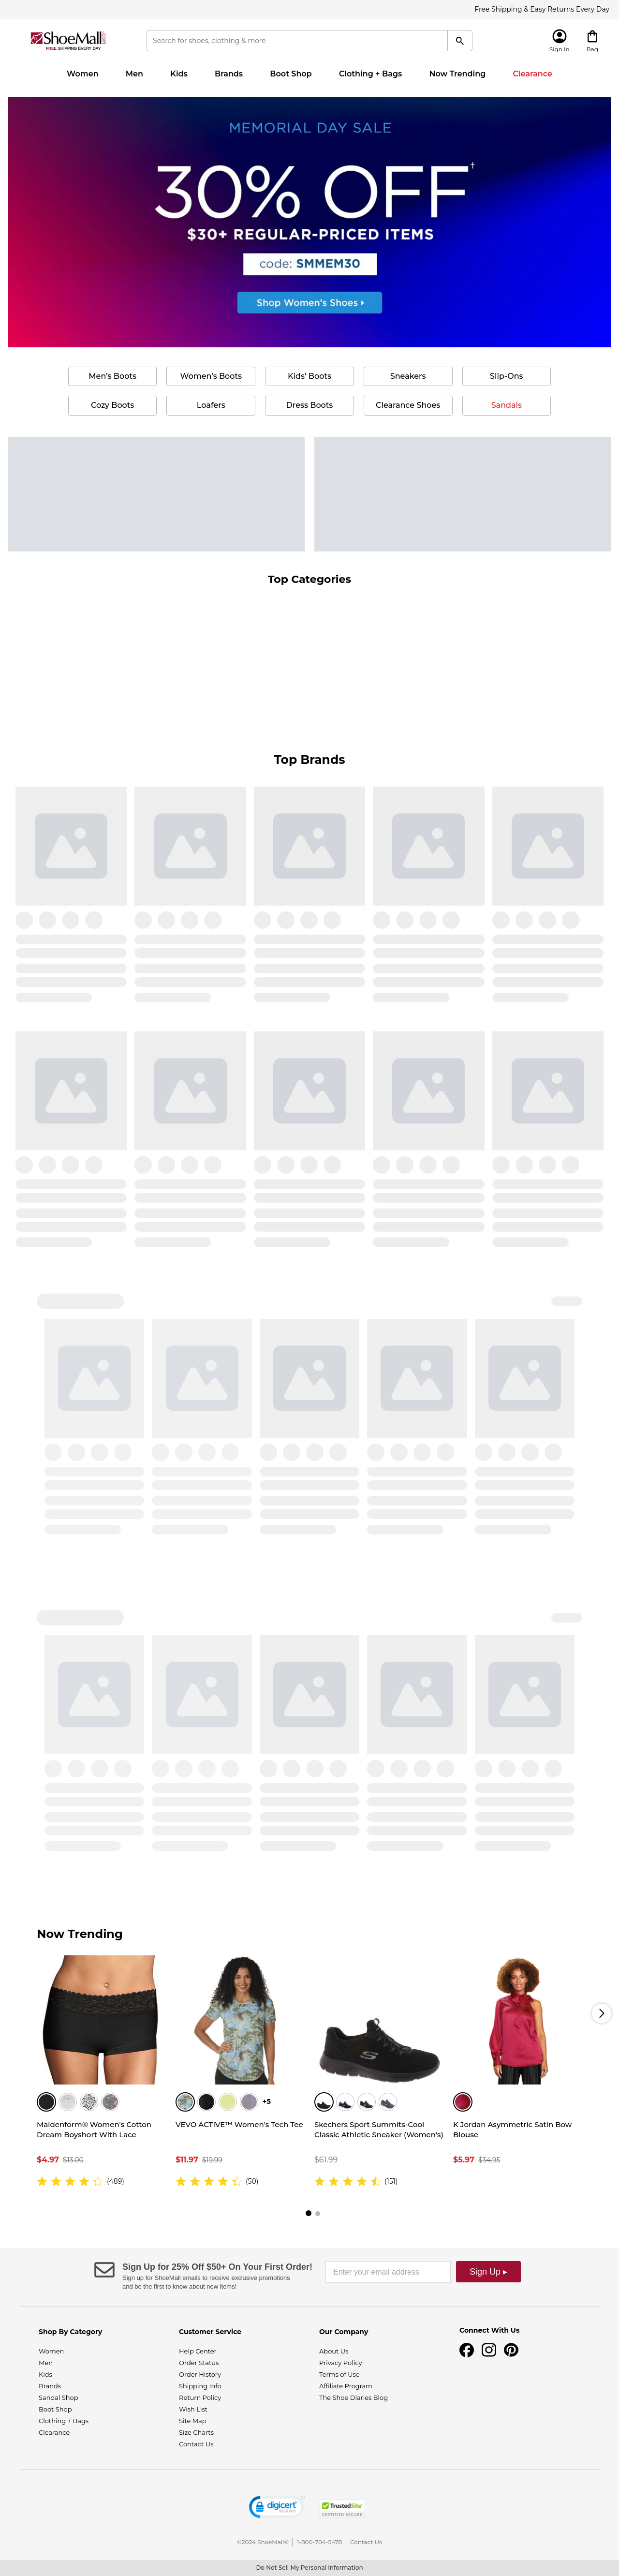 Free Shipping & Easy Returns Every Day
ShoeMall.com
FREE SHIPPING EVERY DAY
Search for shoes, clothing & more
Sign In
Bag
Women
Men
Kids
Brands
Boot Shop
Clothing + Bags
Now Trending
Clearance
MEMORIAL DAY SALE
30% OFF†
$30+ REGULAR-PRICED ITEMS
code: SMMEM30
Shop Women's Shoes ▸
Men's Boots
Women's Boots
Kids' Boots
Sneakers
Slip-Ons
Cozy Boots
Loafers
Dress Boots
Clearance Shoes
Sandals
Top Categories
Top Brands
Now Trending
+5
Maidenform® Women's Cotton
Dream Boyshort With Lace
$4.97 $13.00
(489)
VEVO ACTIVE™ Women's Tech Tee
$11.97 $19.99
(50)
Skechers Sport Summits-Cool
Classic Athletic Sneaker (Women's)
$61.99
(151)
K Jordan Asymmetric Satin Bow
Blouse
$5.97 $34.95
Sign Up for 25% Off $50+ On Your First Order!
Sign up for ShoeMall emails to receive exclusive promotions
and be the first to know about new items!
Enter your email address
Sign Up ▸
Shop By Category
Women
Men
Kids
Brands
Sandal Shop
Boot Shop
Clothing + Bags
Clearance
Customer Service
Help Center
Order Status
Order History
Shipping Info
Return Policy
Wish List
Site Map
Size Charts
Contact Us
Our Company
About Us
Privacy Policy
Terms of Use
Affiliate Program
The Shoe Diaries Blog
Connect With Us
digicert
SECURED
TrustedSite
CERTIFIED SECURE
©2024 ShoeMall® | 1-800-704-5478 | Contact Us
Do Not Sell My Personal Information